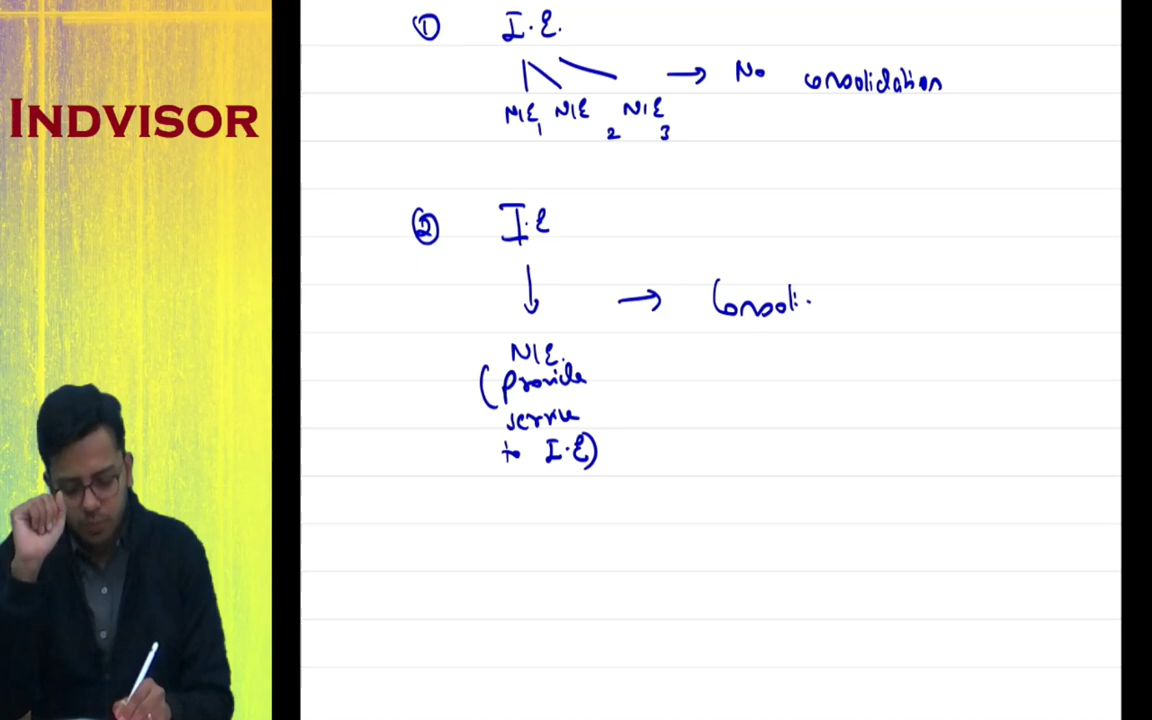 INDVISOR
① I.E.
→ No consolidation
NIE1 NIE2 NIE3
② I.E
→ Consoli.
NIE.
(provide
service
to I.E)